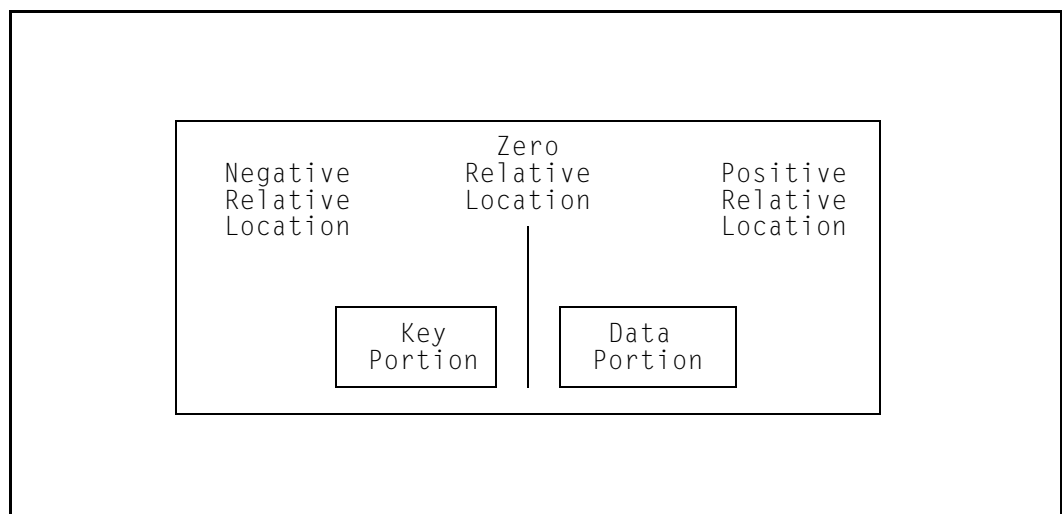 Zero
Negative Relative Positive
Relative Location Relative
Location Location
Key Data
Portion Portion